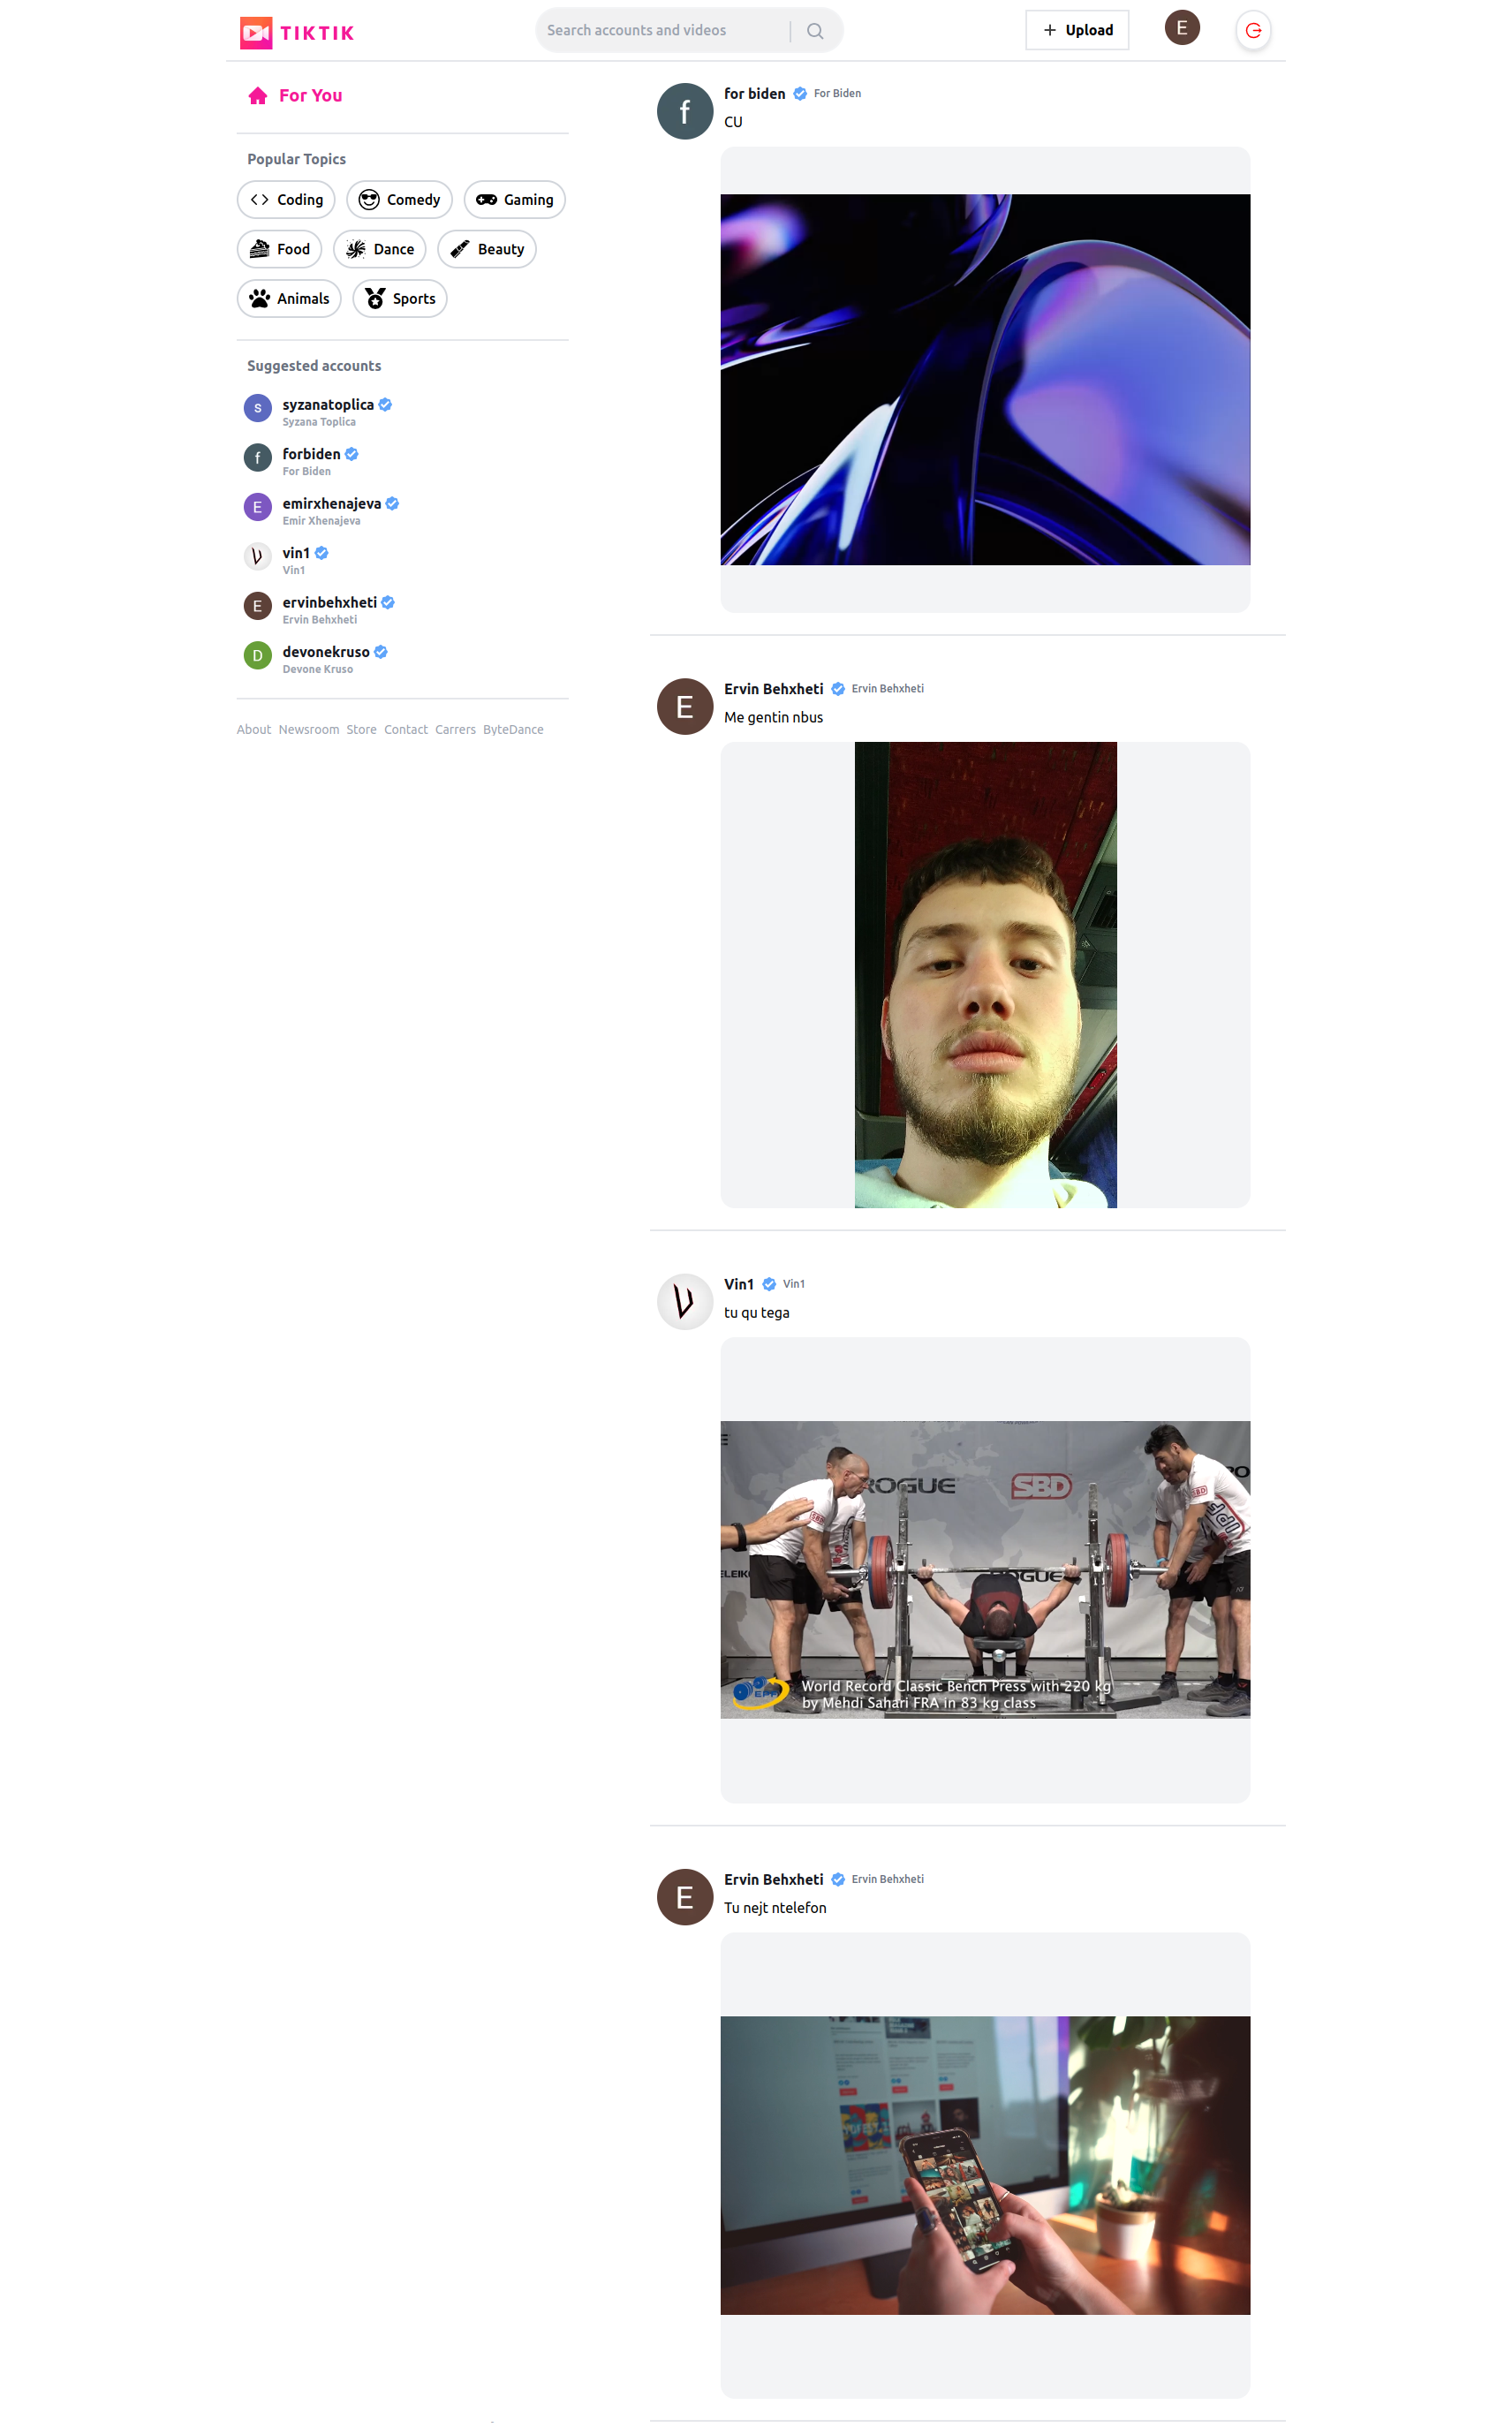 TIKTIK
Search accounts and videos
Upload
E
For You
Popular Topics
Coding
Comedy
Gaming
Food
Dance
Beauty
Animals
Sports
Suggested accounts
s
syzanatoplica
Syzana Toplica
f
forbiden
For Biden
E
emirxhenajeva
Emir Xhenajeva
vin1
Vin1
E
ervinbehxheti
Ervin Behxheti
D
devonekruso
Devone Kruso
About Newsroom Store Contact Carrers ByteDance
f
for biden For Biden
CU
E
Ervin Behxheti Ervin Behxheti
Me gentin nbus
Vin1 Vin1
tu qu tega
ROGUE
SBD
SBD
SBD
ROGUE
World Record Classic Bench Press with 220 kg
by Mehdi Sahari FRA in 83 kg class
E
Ervin Behxheti Ervin Behxheti
Tu nejt ntelefon